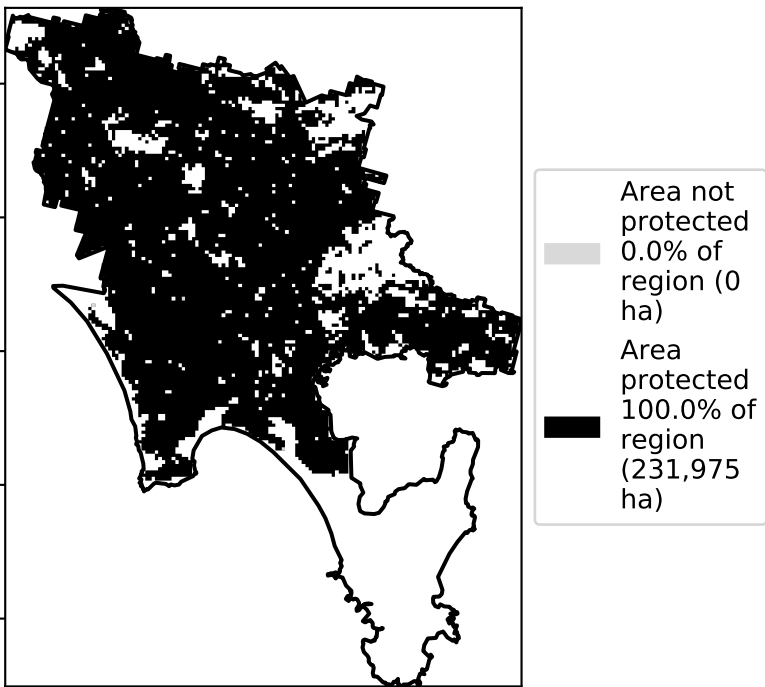 Area not
protected
0.0% of
region (0
ha)
Area
protected
100.0% of
region
(231,975
ha)